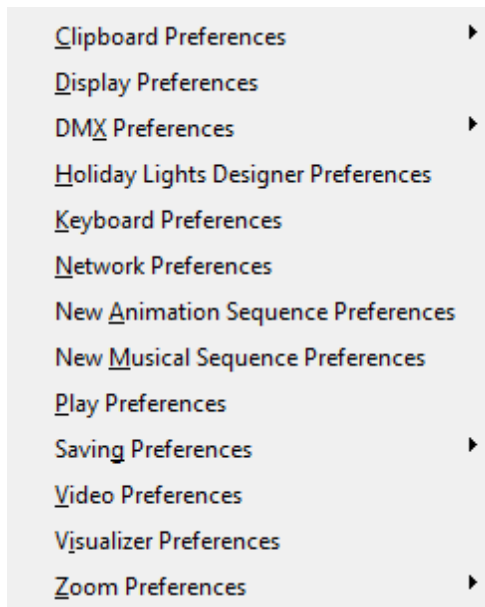 Clipboard Preferences
Display Preferences
DMX Preferences
Holiday Lights Designer Preferences
Keyboard Preferences
Network Preferences
New Animation Sequence Preferences
New Musical Sequence Preferences
Play Preferences
Saving Preferences
Video Preferences
Visualizer Preferences
Zoom Preferences